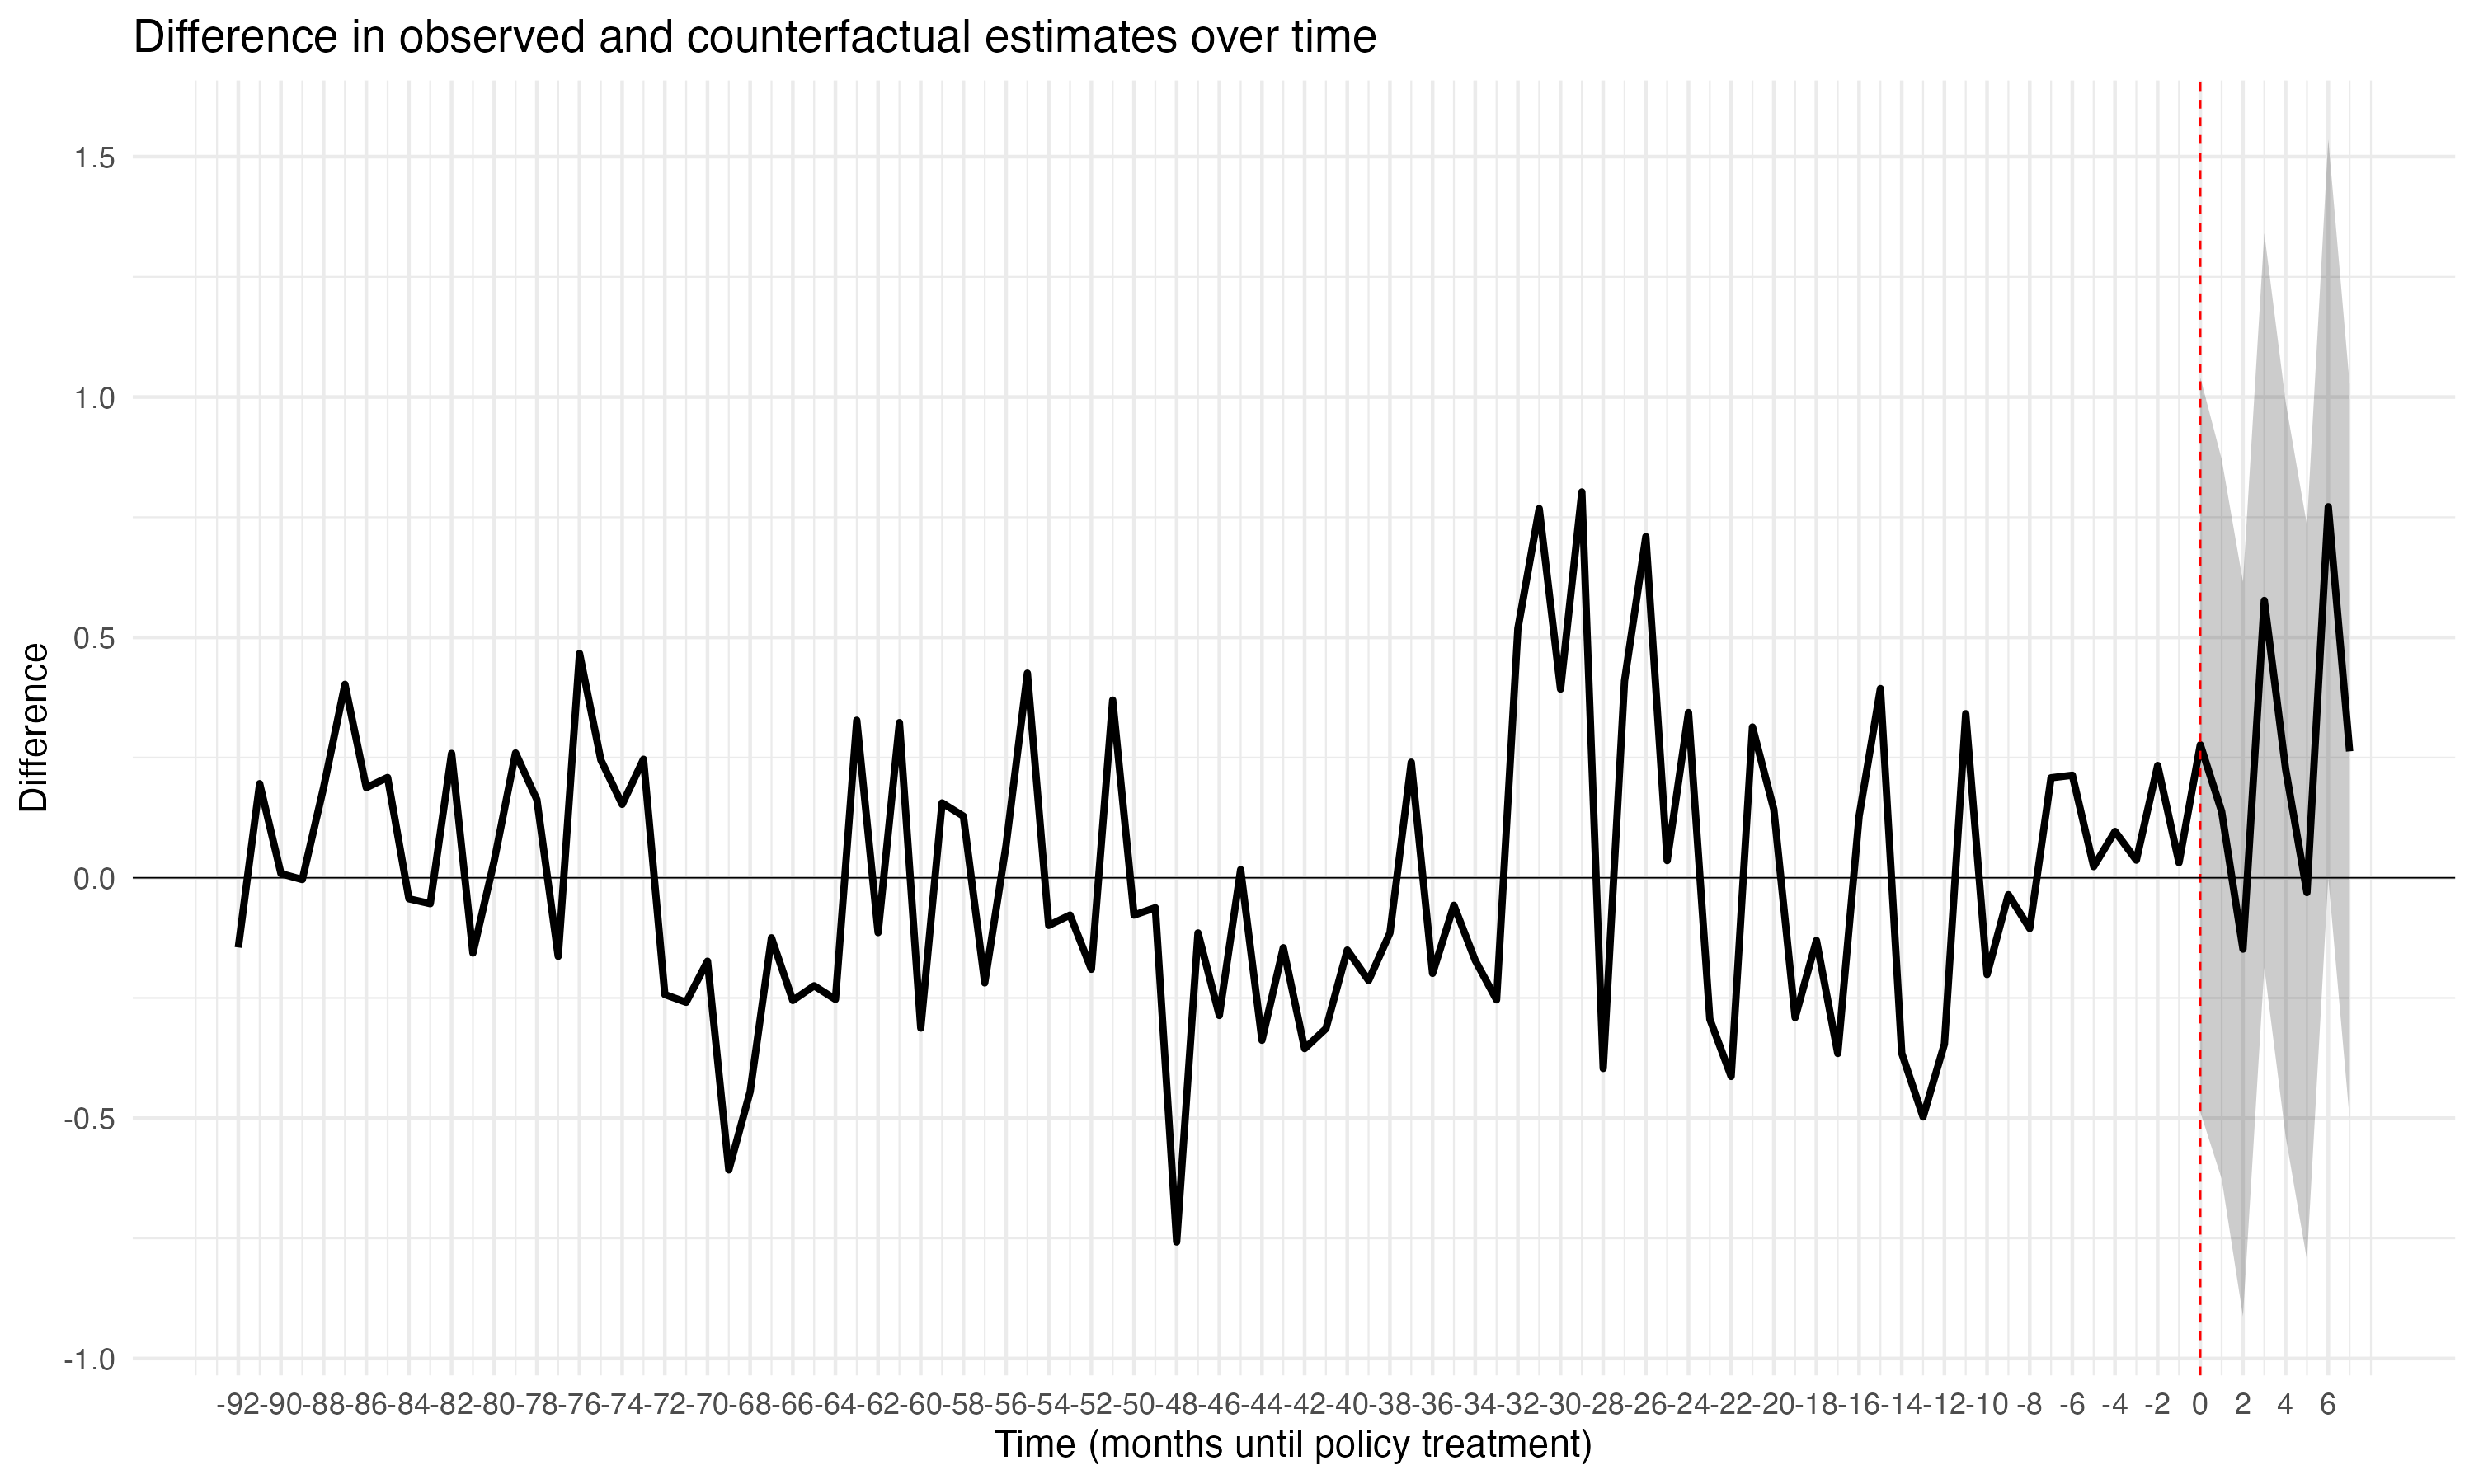 Difference in observed and counterfactual estimates over time
Difference
1.5
1.0
0.5
0.0
-0.5
-1.0
-92-90-88-86-84-82-80-78-76-74-72-70-68-66-64-62-60-58-56-54-52-50-48-46-44-42-40-38-36-34-32-30-28-26-24-22-20-18-16-14-12-10 -8 -6 -4 -2 0 2 4 6
Time (months until policy treatment)